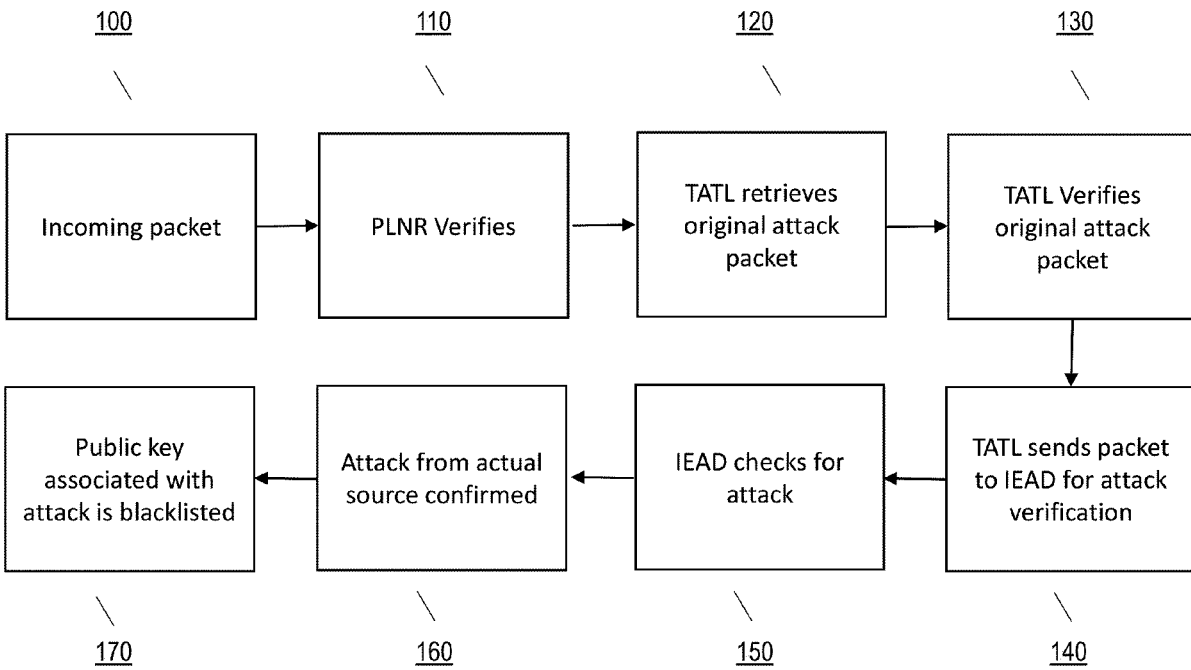 100
110
120
130
Incoming packet
PLNR Verifies
TATL retrieves
original attack
packet
TATL Verifies
original attack
packet
Public key
associated with
attack is blacklisted
Attack from actual
source confirmed
IEAD checks for
attack
TATL sends packet
to IEAD for attack
verification
170
160
150
140